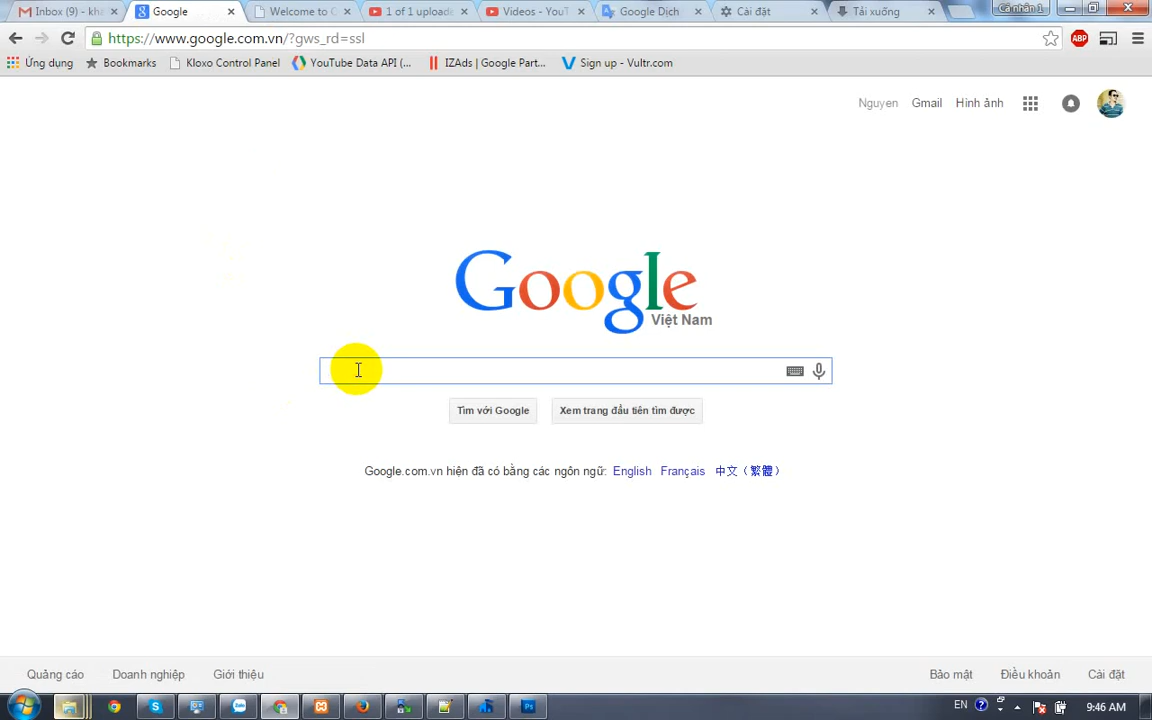 Inbox (9) - kha
Google
Welcome to C
1 of 1 uploade
Videos - YouT
Google Dịch
Cài đặt
Tải xuống
Cá nhân 1
https://www.google.com.vn/?gws_rd=ssl
ABP
Ứng dụng
Bookmarks
Kloxo Control Panel
YouTube Data API (...
IZAds | Google Part...
Sign up - Vultr.com
Nguyen
Gmail
Hình ảnh
Google
Việt Nam
Tìm với Google
Xem trang đầu tiên tìm được
Google.com.vn hiện đã có bằng các ngôn ngữ: English Français 中文（繁體）
Quảng cáo
Doanh nghiệp
Giới thiệu
Bảo mật
Điều khoản
Cài đặt
EN
9:46 AM